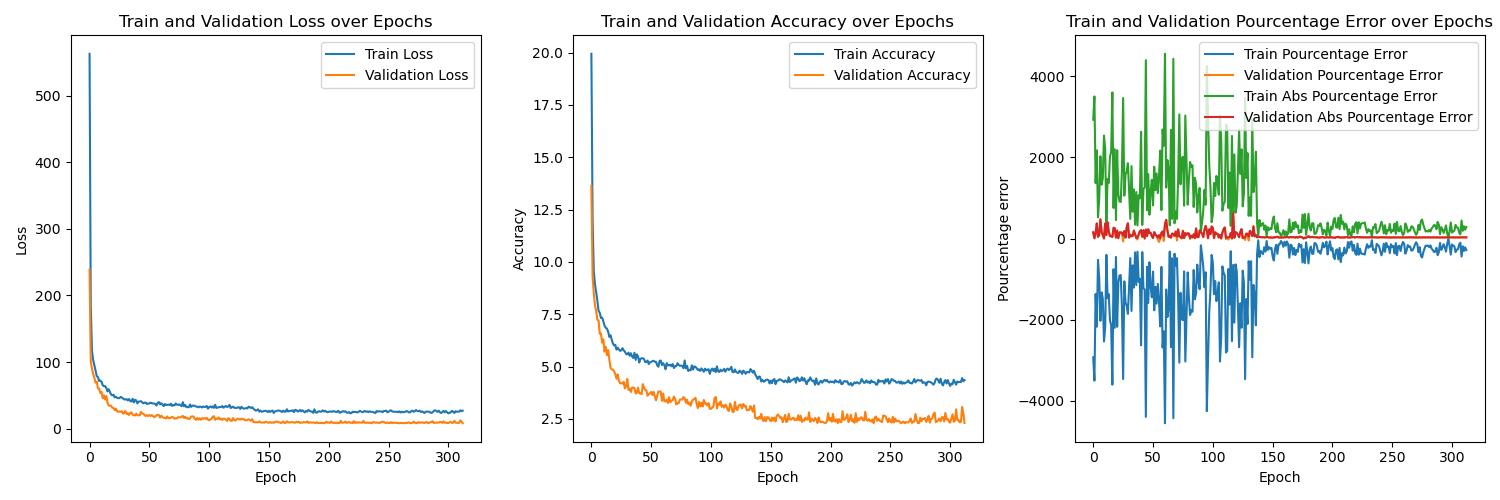 Train and Validation Loss over Epochs
Train Loss
Validation Loss
Loss
500
400
300
200
100
0
0 50 100 150 200 250 300
Epoch
Train and Validation Accuracy over Epochs
Train Accuracy
Validation Accuracy
Accuracy
20.0
17.5
15.0
12.5
10.0
7.5
5.0
2.5
0 50 100 150 200 250 300
Epoch
Train and Validation Pourcentage Error over Epochs
Train Pourcentage Error
Validation Pourcentage Error
Train Abs Pourcentage Error
Validation Abs Pourcentage Error
Pourcentage error
4000
2000
0
−2000
−4000
0 50 100 150 200 250 300
Epoch